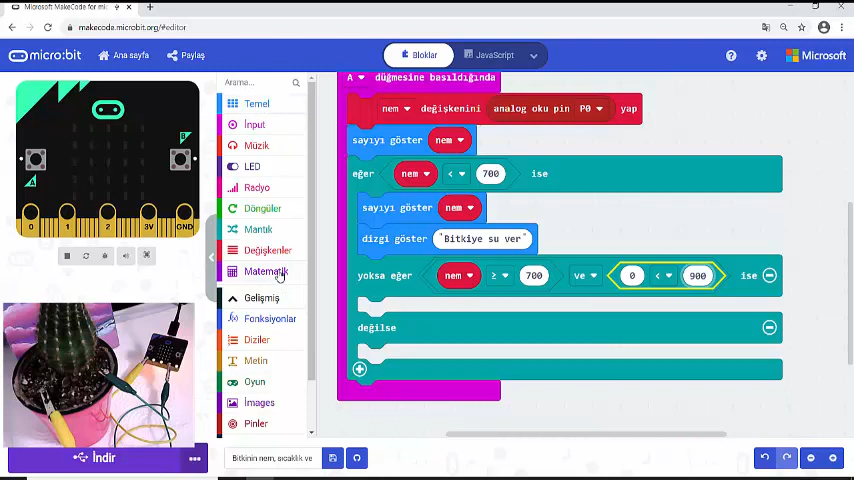 Microsoft MakeCode for micro:b
makecode.microbit.org/#editor
micro:bit
Ana sayfa
Paylaş
Bloklar
JavaScript
Microsoft
Arama...
Temel
Input
Müzik
LED
Radyo
Döngüler
Mantık
Değişkenler
Matematik
Gelişmiş
Fonksiyonlar
Diziler
Metin
Oyun
İmages
Pinler
A düğmesine basıldığında
nem değişkenini analog oku pin P0 yap
sayıyı göster nem
eğer nem < 700 ise
sayıyı göster nem
dizgi göster "Bitkiye su ver"
yoksa eğer nem ≥ 700 ve 0 < 900 ise
değilse
A
B
0 1 2 3V GND
İndir
Bitkinin nem, sıcaklık ve